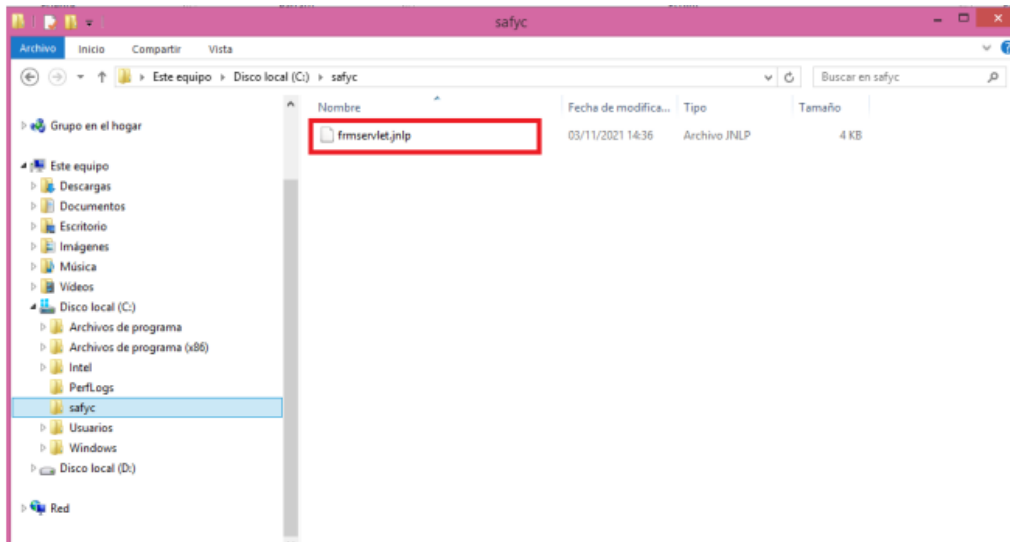 safyc
Archivo Inicio Compartir Vista
Este equipo Disco local (C:) safyc Buscar en safyc
Nombre Fecha de modifica... Tipo Tamaño
frmservlet.jnlp 03/11/2021 14:36 Archivo JNLP 4 KB
Grupo en el hogar
Este equipo
Descargas
Documentos
Escritorio
Imágenes
Música
Vídeos
Disco local (C:)
Archivos de programa
Archivos de programa (x86)
Intel
PerfLogs
safyc
Usuarios
Windows
Disco local (D:)
Red